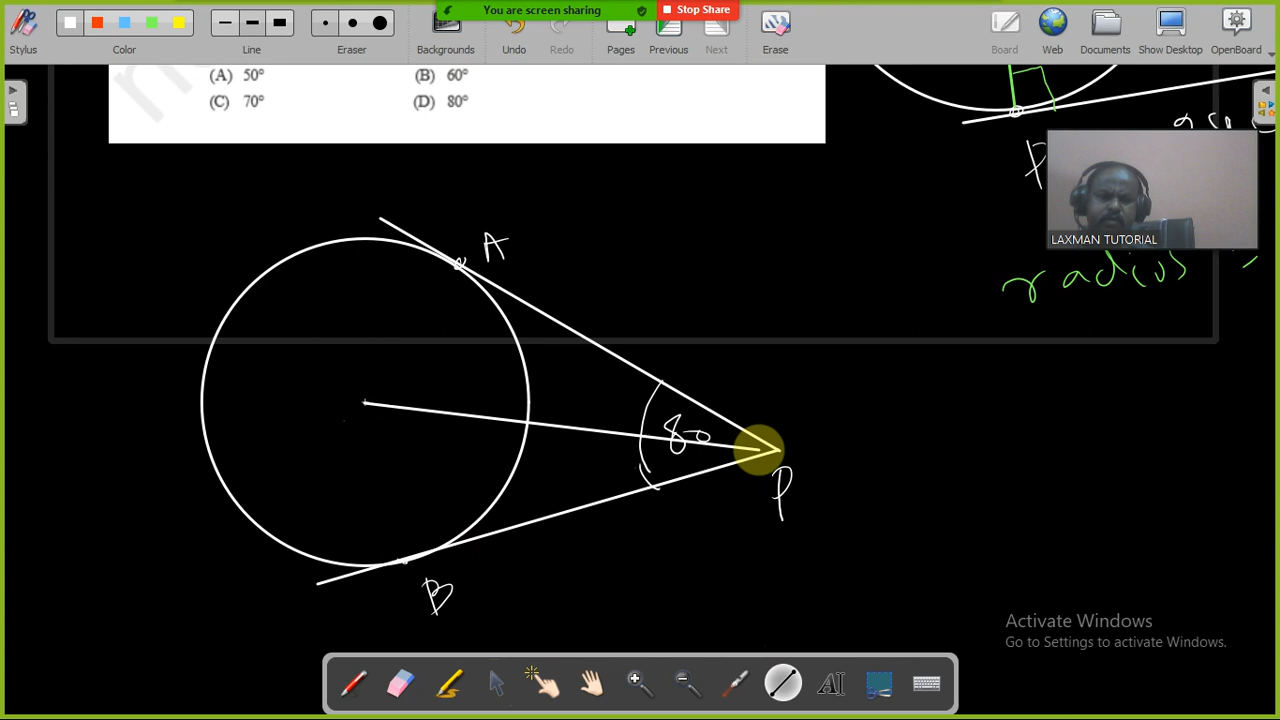 You are screen sharing
Stop Share
Stylus
Color
Line
Eraser
Backgrounds
Undo
Redo
Pages
Previous
Next
Erase
Board
Web
Documents
Show Desktop
OpenBoard
(A) 50°
(B) 60°
(C) 70°
(D) 80°
P
LAXMAN TUTORIAL
radius
A
80
P
B
Activate Windows
Go to Settings to activate Windows.
AI